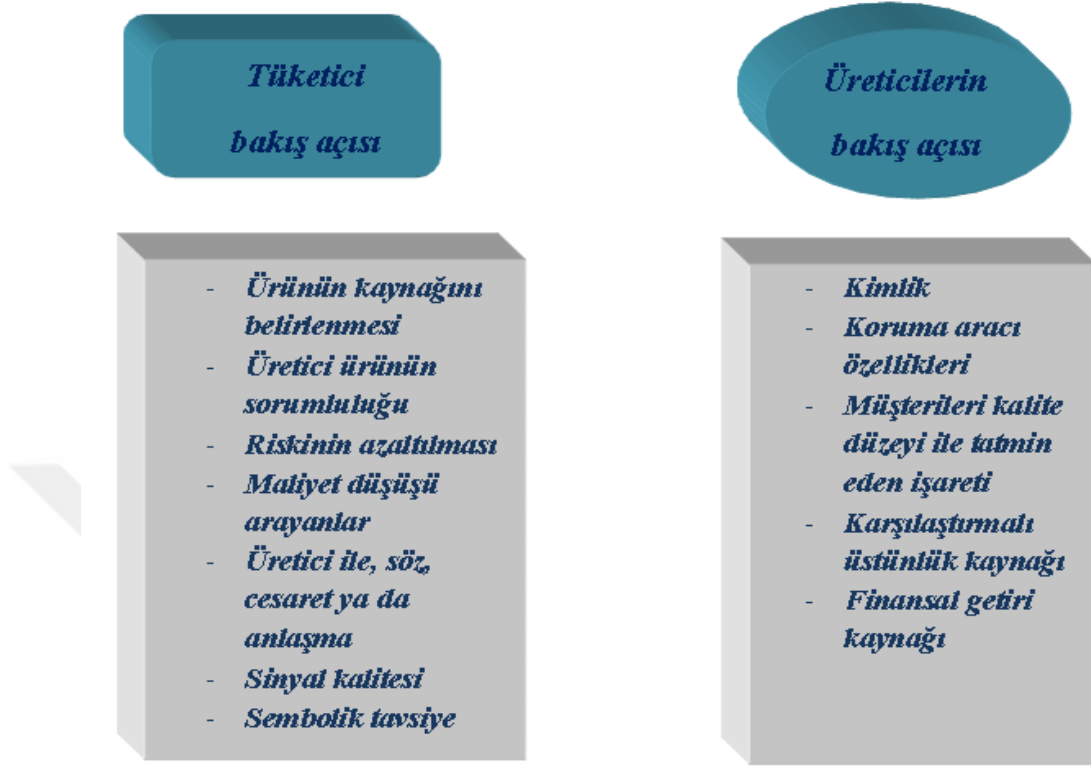 Tüketici
bakış açısı
- Ürünün kaynağını
belirlenmesi
- Üretici ürünün
sorumluluğu
- Riskinin azaltılması
- Maliyet düşüşü
arayanlar
- Üretici ile, söz,
cesaret ya da
anlaşma
- Sinyal kalitesi
- Sembolik tavsiye
Üreticilerin
bakış açısı
- Kimlik
- Koruma aracı
özellikleri
- Müşterileri kalite
düzeyi ile tatmin
eden işareti
- Karşılaştırmalı
üstünlük kaynağı
- Finansal getiri
kaynağı